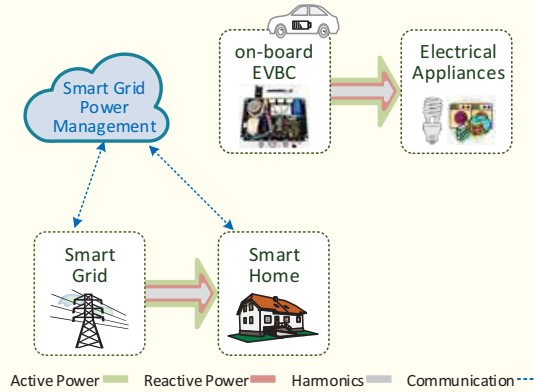 on-board
EVBC
Electrical
Appliances
Smart Grid
Power
Management
Smart
Grid
Smart
Home
Active Power
Reactive Power
Harmonics
Communication